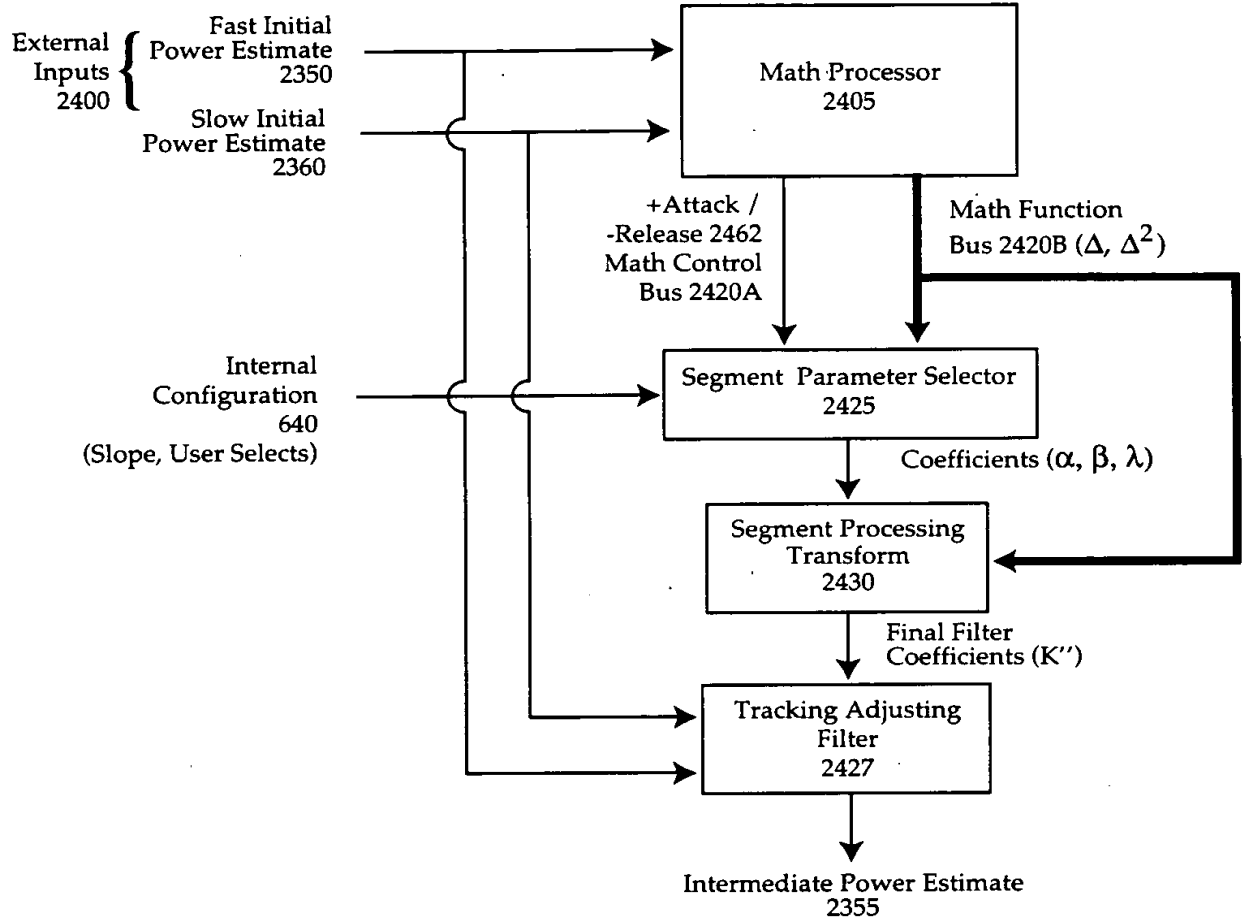 External
Inputs
2400
Fast Initial
Power Estimate
2350
Slow Initial
Power Estimate
2360
Math Processor
2405
+Attack /
-Release 2462
Math Control
Bus 2420A
Math Function
Bus 2420B (Δ, Δ²)
Internal
Configuration
640
(Slope, User Selects)
Segment Parameter Selector
2425
Coefficients (α, β, λ)
Segment Processing
Transform
2430
Final Filter
Coefficients (K'')
Tracking Adjusting
Filter
2427
Intermediate Power Estimate
2355